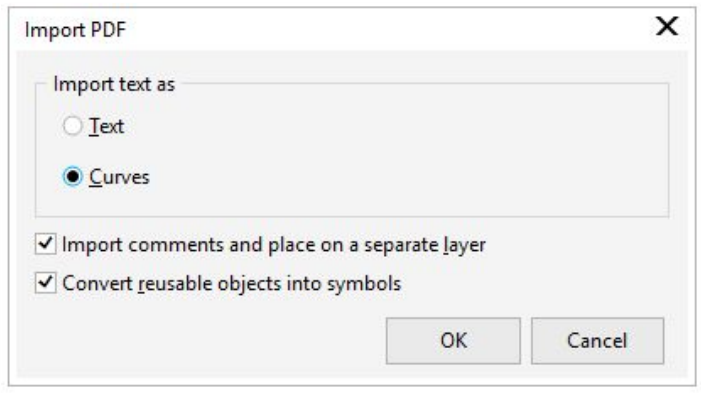 Import PDF
Import text as
Text
Curves
Import comments and place on a separate layer
Convert reusable objects into symbols
OK Cancel